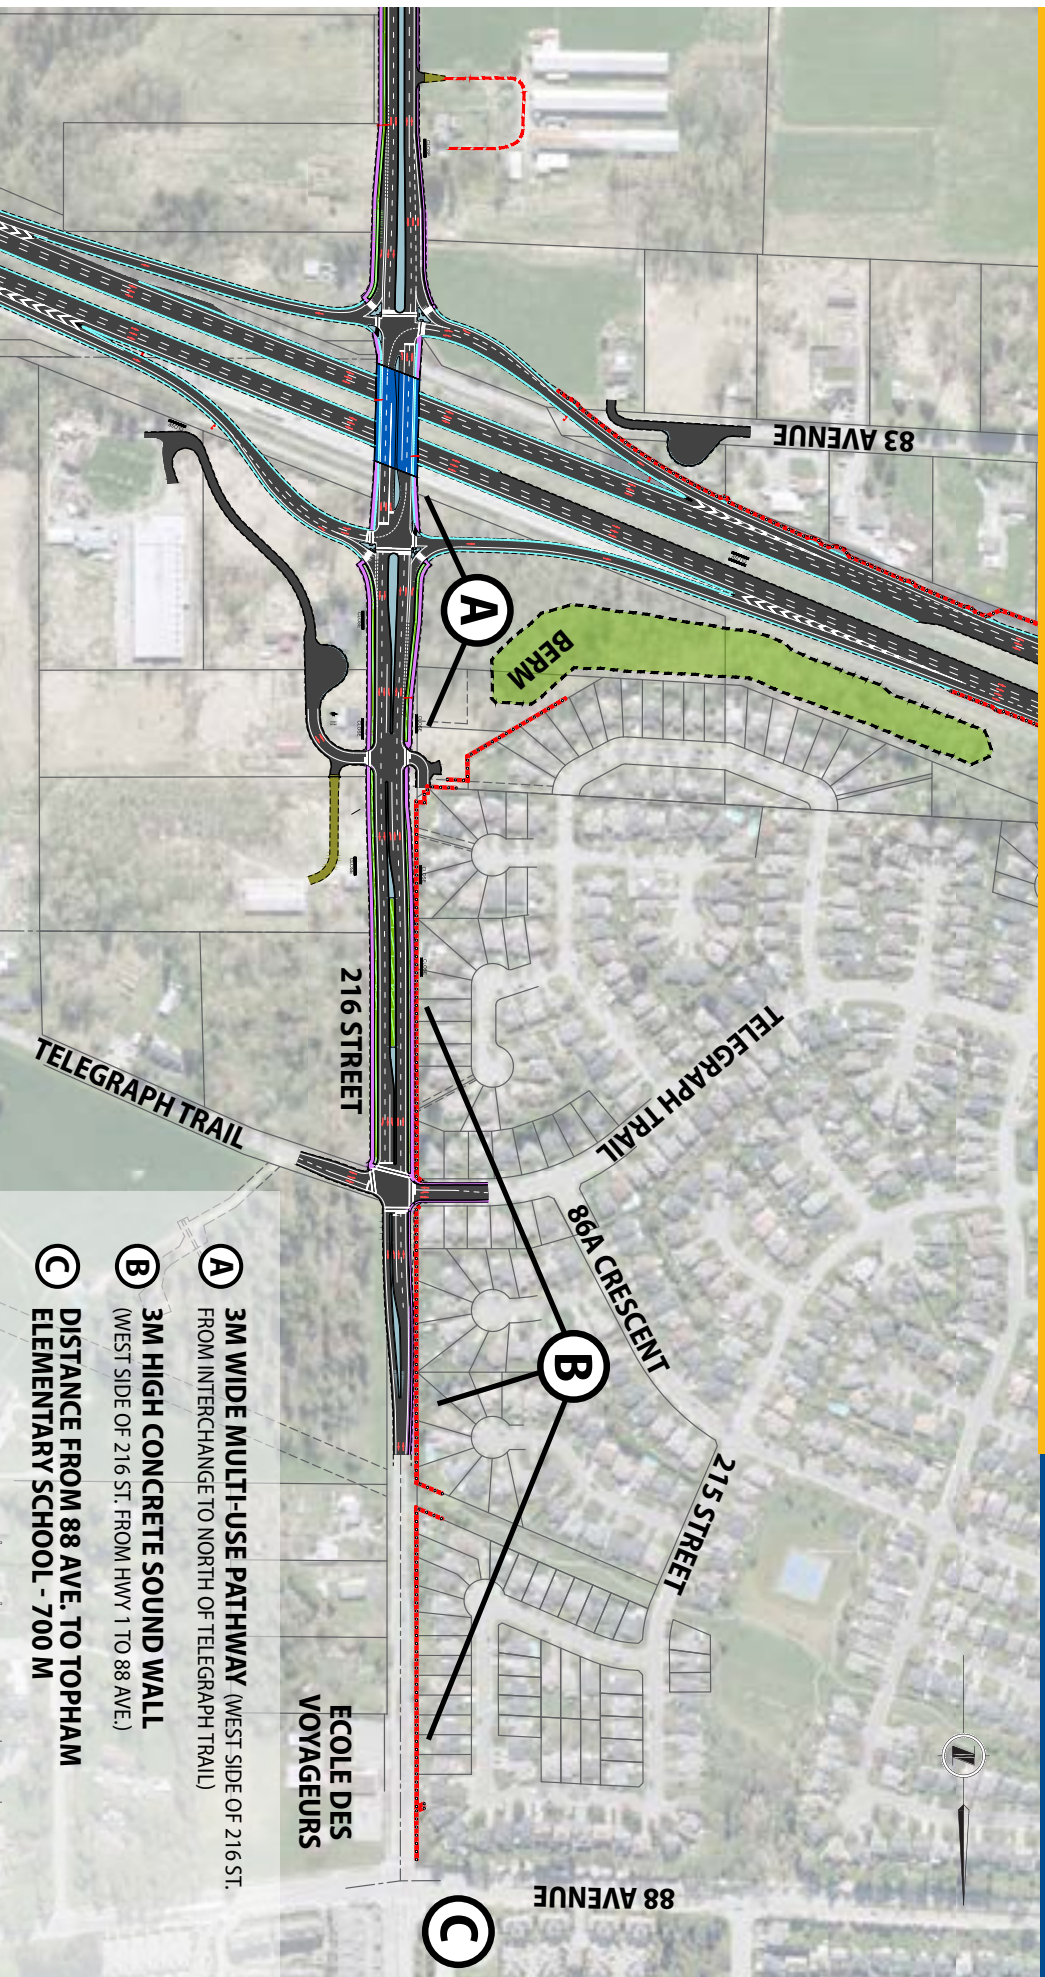 83 AVENUE
A
BERM
216 STREET
TELEGRAPH TRAIL
TELEGRAPH TRAIL
86A CRESCENT
B
215 STREET
ECOLE DES
VOYAGEURS
88 AVENUE
C
A 3M WIDE MULTI-USE PATHWAY (WEST SIDE OF 216 ST.
FROM INTERCHANGE TO NORTH OF TELEGRAPH TRAIL)
B 3M HIGH CONCRETE SOUND WALL
(WEST SIDE OF 216 ST. FROM HWY 1 TO 88 AVE.)
C DISTANCE FROM 88 AVE. TO TOPHAM
ELEMENTARY SCHOOL - 700 M